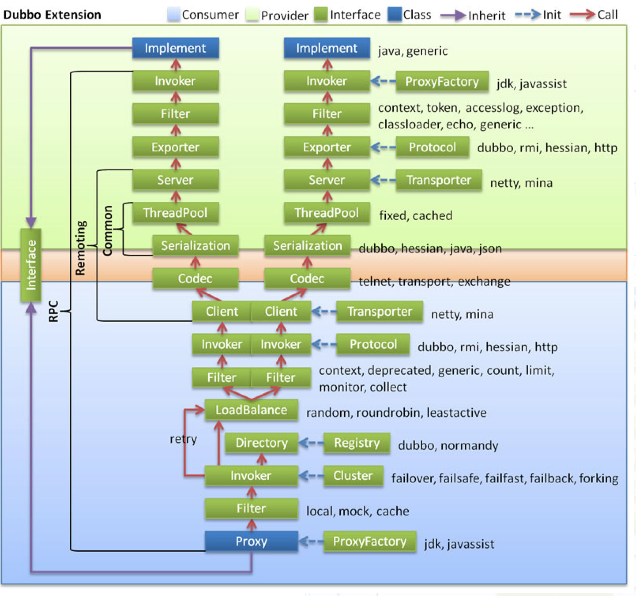 Dubbo Extension Consumer Provider Interface Class Inherit Init Call
Implement Implement java, generic
Invoker Invoker ProxyFactory jdk, javassist
Filter Filter context, token, accesslog, exception,
classloader, echo, generic ...
Exporter Exporter Protocol dubbo, rmi, hessian, http
Server Server Transporter netty, mina
ThreadPool ThreadPool fixed, cached
Serialization Serialization dubbo, hessian, java, json
Codec Codec telnet, transport, exchange
Interface
RPC
Remoting
Common
Client Client Transporter netty, mina
Invoker Invoker Protocol dubbo, rmi, hessian, http
Filter Filter context, deprecated, generic, count, limit,
monitor, collect
LoadBalance random, roundrobin, leastactive
retry
Directory Registry dubbo, normandy
Invoker Cluster failover, failsafe, failfast, failback, forking
Filter local, mock, cache
Proxy ProxyFactory jdk, javassist